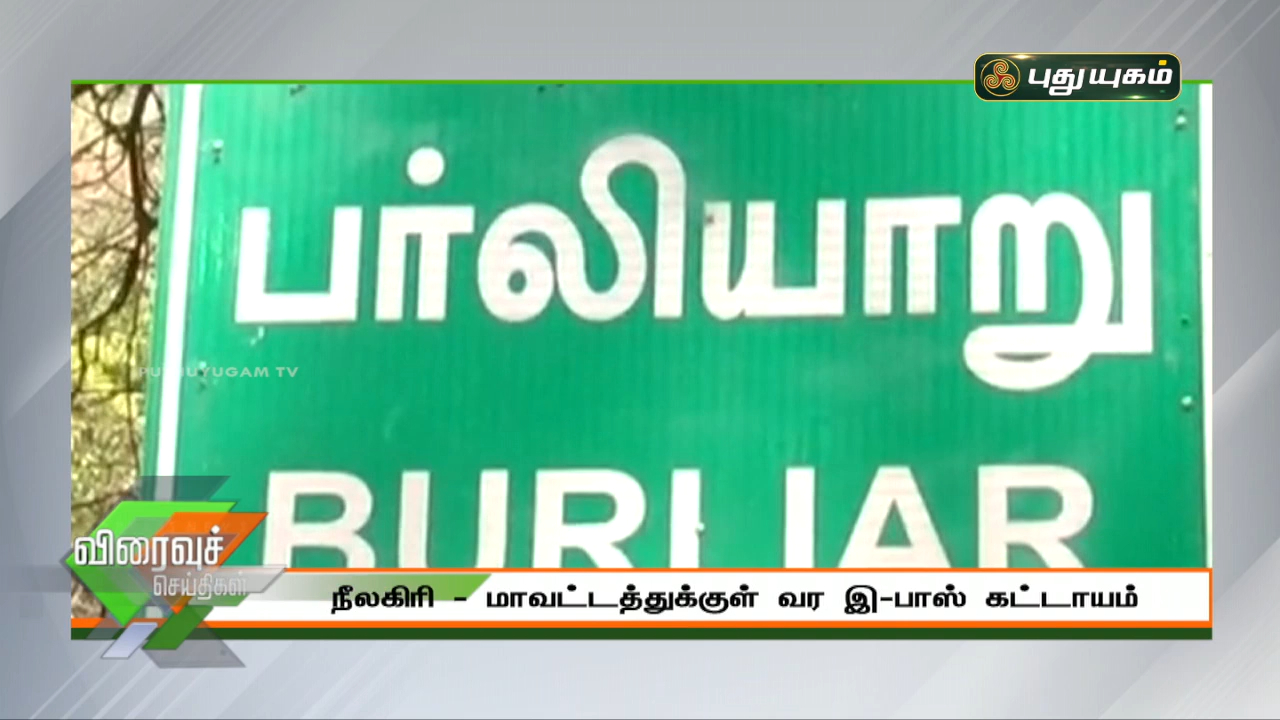 புதுயுகம்
பர்லியாறு
PUTHUYUGAM TV
BURLIAR
விரைவுச்
செய்திகள்
நீலகிரி - மாவட்டத்துக்குள் வர இ-பாஸ் கட்டாயம்